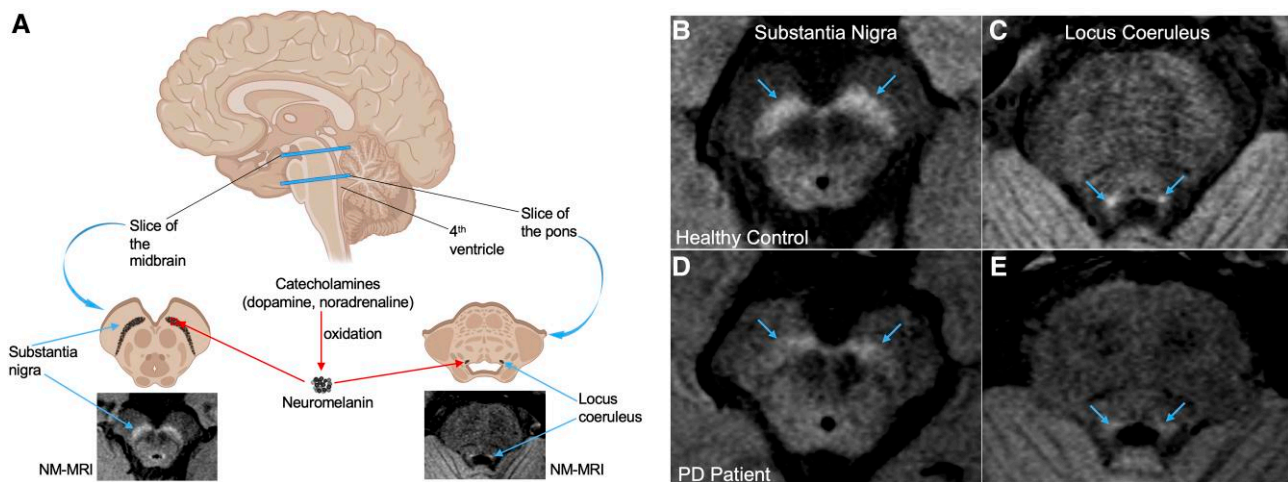 A
Slice of
the
midbrain
4th
ventricle
Slice of
the pons
Catecholamines
(dopamine, noradrenaline)
oxidation
Substantia
nigra
Neuromelanin
Locus
coeruleus
NM-MRI
NM-MRI
B
Substantia Nigra
C
Locus Coeruleus
Healthy Control
D
E
PD Patient